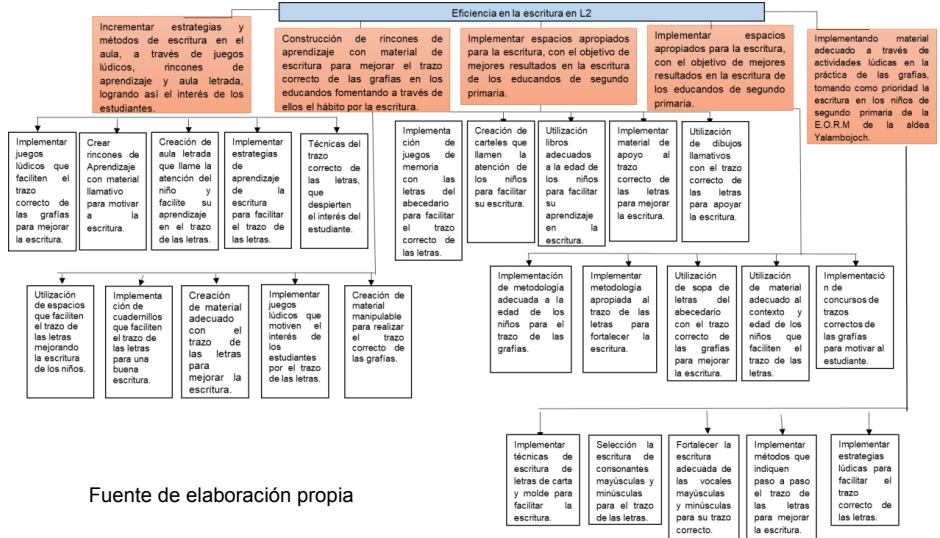 Eficiencia en la escritura en L2
Incrementar estrategias y
métodos de escritura en el
aula, a través de juegos
lúdicos, rincones de
aprendizaje y aula letrada,
logrando así el interés de los
estudiantes.
Construcción de rincones de
aprendizaje con material de
escritura para mejorar el trazo
correcto de las grafías en los
educandos fomentando a través de
ellos el hábito por la escritura.
Implementar espacios apropiados
para la escritura, con el objetivo de
mejores resultados en la escritura
de los educandos de segundo
primaria.
Implementar espacios
apropiados para la escritura,
con el objetivo de mejores
resultados en la escritura de
los educandos de segundo
primaria.
Implementando material
adecuado a través de
actividades lúdicas en la
práctica de las grafías,
tomando como prioridad la
escritura en los niños de
segundo primaria de la
E.O.R.M de la aldea
Yalambojoch.
Implementar
juegos
lúdicos que
faciliten el
trazo
correcto de
las grafías
para mejorar
la escritura.
Crear
rincones de
Aprendizaje
con material
llamativo
para motivar
a la
escritura.
Creación de
aula letrada
que llame la
atención del
niño y
facilite su
aprendizaje
en el trazo
de las letras.
Implementar
estrategias
de
aprendizaje
de la
escritura
para facilitar
el trazo de
las letras.
Técnicas del
trazo
correcto de
las letras,
que
despierten
el interés del
estudiante.
Implementa
ción de
juegos de
memoria
con las
letras del
abecedario
para facilitar
el trazo
correcto de
las letras.
Creación de
carteles que
llamen la
atención de
los niños
para facilitar
su escritura.
Utilización
libros
adecuados a
la edad de
los niños
para facilitar
su
aprendizaje
en la
escritura.
Implementar
material de
apoyo al
trazo
correcto de
las letras
para mejorar
la escritura.
Utilización
de dibujos
llamativos
con el trazo
correcto de
las letras
para apoyar
la escritura.
Utilización de
espacios que
faciliten el
trazo de las
letras
mejorando la
escritura de
los niños.
Implementa
ción de
cuadernillos
que faciliten
el trazo de
las letras
para una
buena
escritura.
Creación de
material
adecuado
con el
trazo de
las letras
para
mejorar la
escritura.
Implementar
juegos
lúdicos que
motiven el
interés de
los
estudiantes
por el trazo
de las letras.
Creación de
material
manipulable
para realizar
el trazo
correcto de
las grafías.
Implementación
de metodología
adecuada a la
edad de los
niños para el
trazo de las
grafías.
Implementar
metodología
apropiada al
trazo de las
letras para
fortalecer la
escritura.
Utilización
de sopa de
letras del
abecedario
con el trazo
correcto de
las grafías
para mejorar
la escritura.
Utilización
de material
adecuado al
contexto y
edad de los
niños que
faciliten el
trazo de las
letras.
Implementació
n de concursos
de trazos
correctos de
las grafías
para motivar al
estudiante.
Implementar
técnicas de
escritura de
letras de carta
y molde para
facilitar la
escritura.
Selección la
escritura de
consonantes
mayúsculas y
minúsculas
para el trazo
de las letras.
Fortalecer la
escritura
adecuada de
las vocales
mayúsculas
y minúsculas
para su trazo
correcto.
Implementar
métodos que
indiquen
paso a paso
el trazo de
las letras
para mejorar
la escritura.
Implementar
estrategias
lúdicas para
facilitar el
trazo
correcto de
las letras.
Fuente de elaboración propia